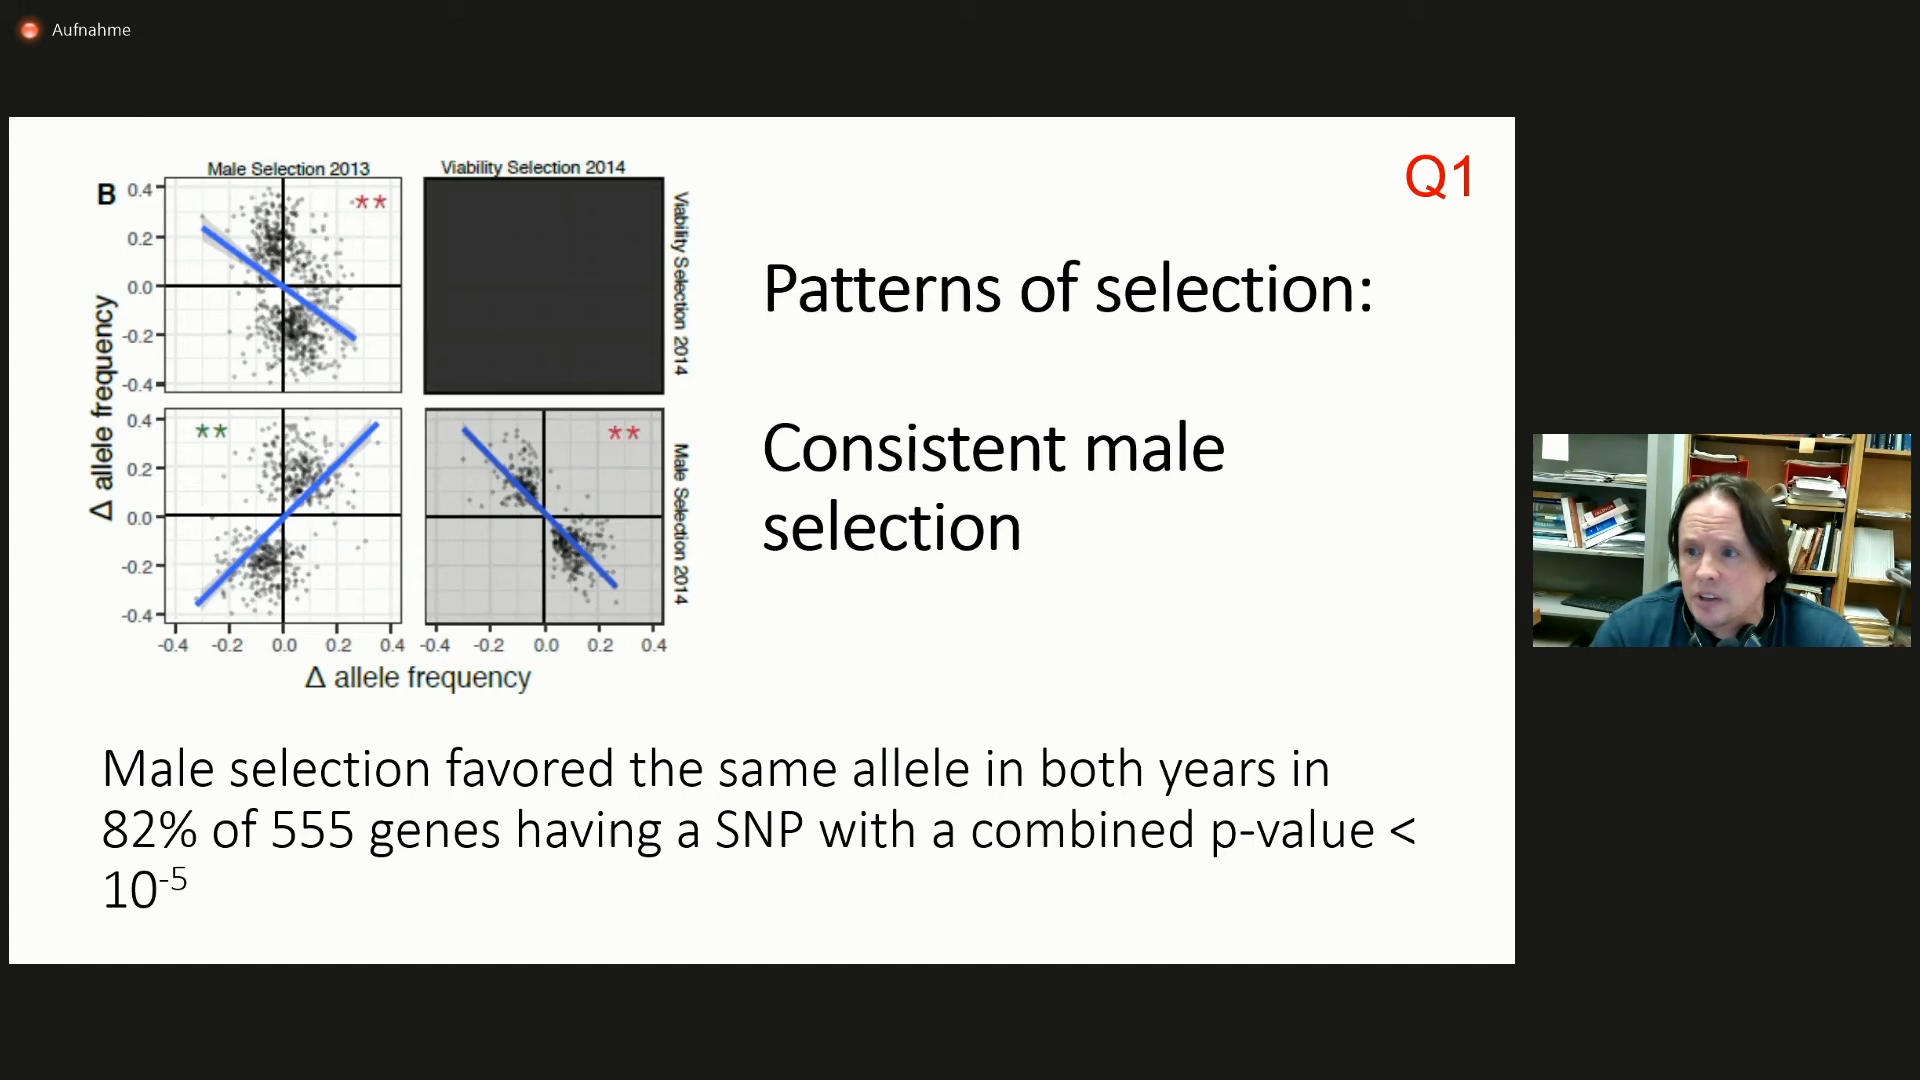 Aufnahme
Q1
Male Selection 2013
Viability Selection 2014
B
0.4
0.2
0.0
-0.2
-0.4
**
Viability Selection 2014
Δ allele frequency
0.4
0.2
0.0
-0.2
-0.4
**
**
Male Selection 2014
-0.4 -0.2 0.0 0.2 0.4 -0.4 -0.2 0.0 0.2 0.4
Δ allele frequency
Patterns of selection:
Consistent male
selection
Male selection favored the same allele in both years in
82% of 555 genes having a SNP with a combined p-value <
10-5